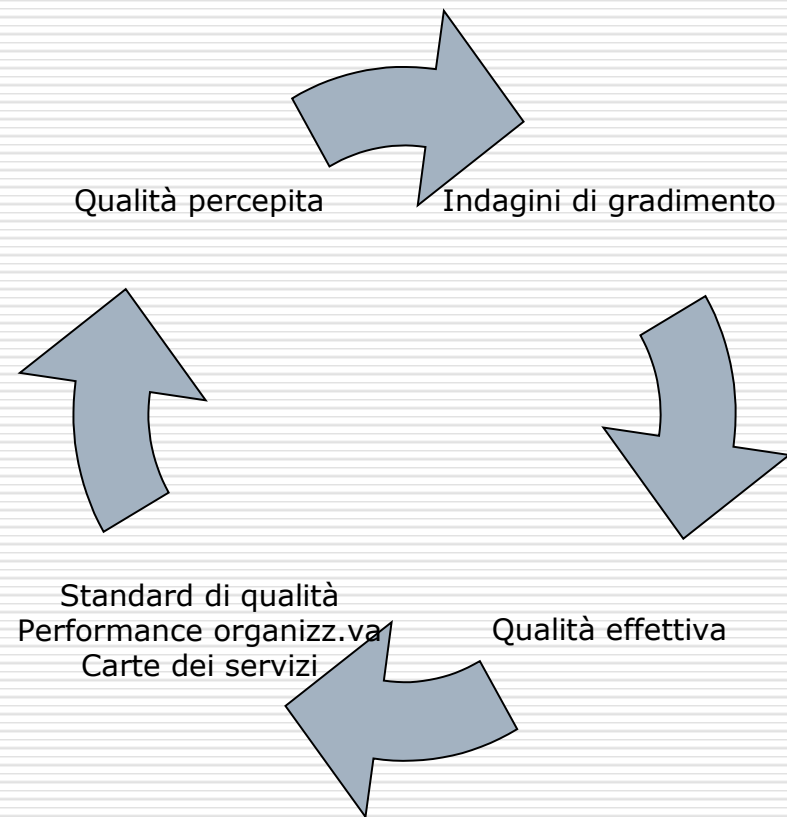 Qualità percepita
Indagini di gradimento
Standard di qualità
Performance organizz.va
Carte dei servizi
Qualità effettiva